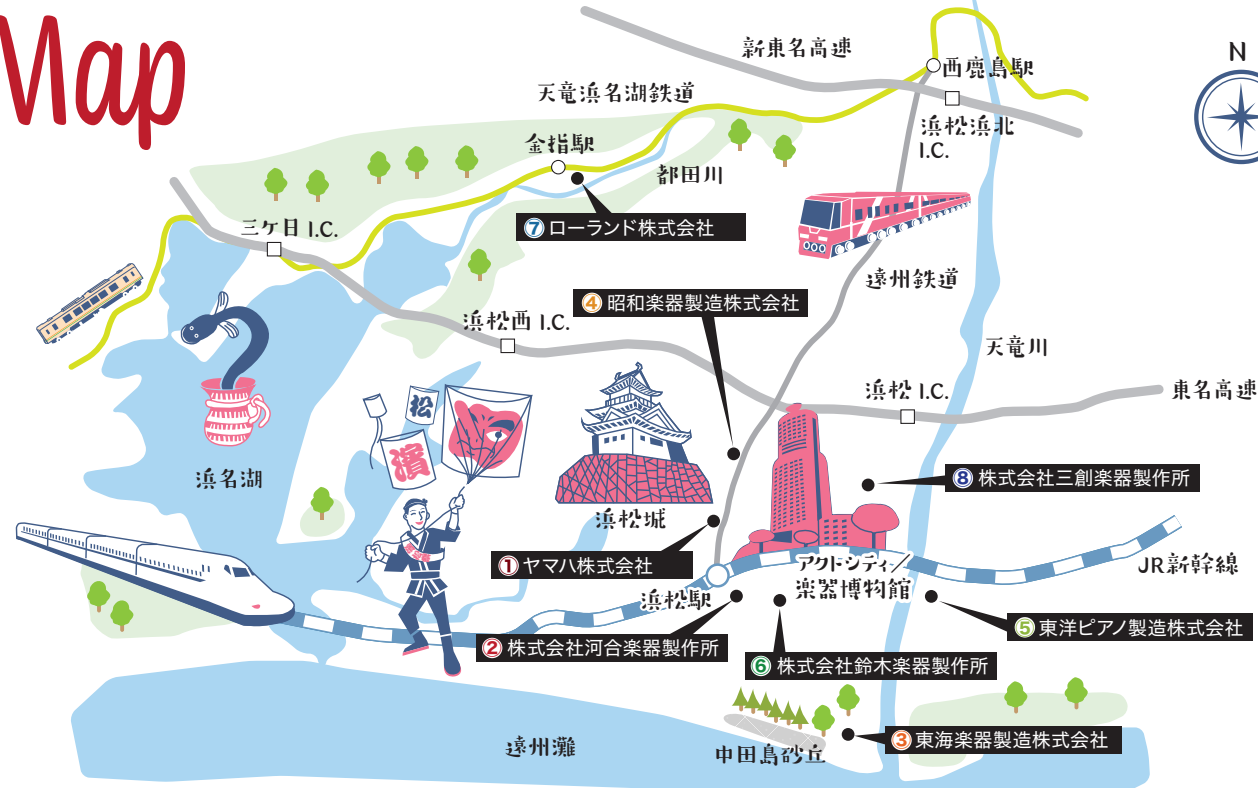 Map
N
新東名高速
西鹿島駅
天竜浜名湖鉄道
浜松浜北
I.C.
金指駅
都田川
⑦ ローランド株式会社
三ケ日 I.C.
遠州鉄道
④ 昭和楽器製造株式会社
浜松西 I.C.
天竜川
浜松 I.C.
東名高速
松
濱
浜名湖
浜松城
⑧ 株式会社三創楽器製作所
① ヤマハ株式会社
アクトシティ/
楽器博物館
JR新幹線
浜松駅
② 株式会社河合楽器製作所
⑤ 東洋ピアノ製造株式会社
⑥ 株式会社鈴木楽器製作所
③ 東海楽器製造株式会社
遠州灘
中田島砂丘